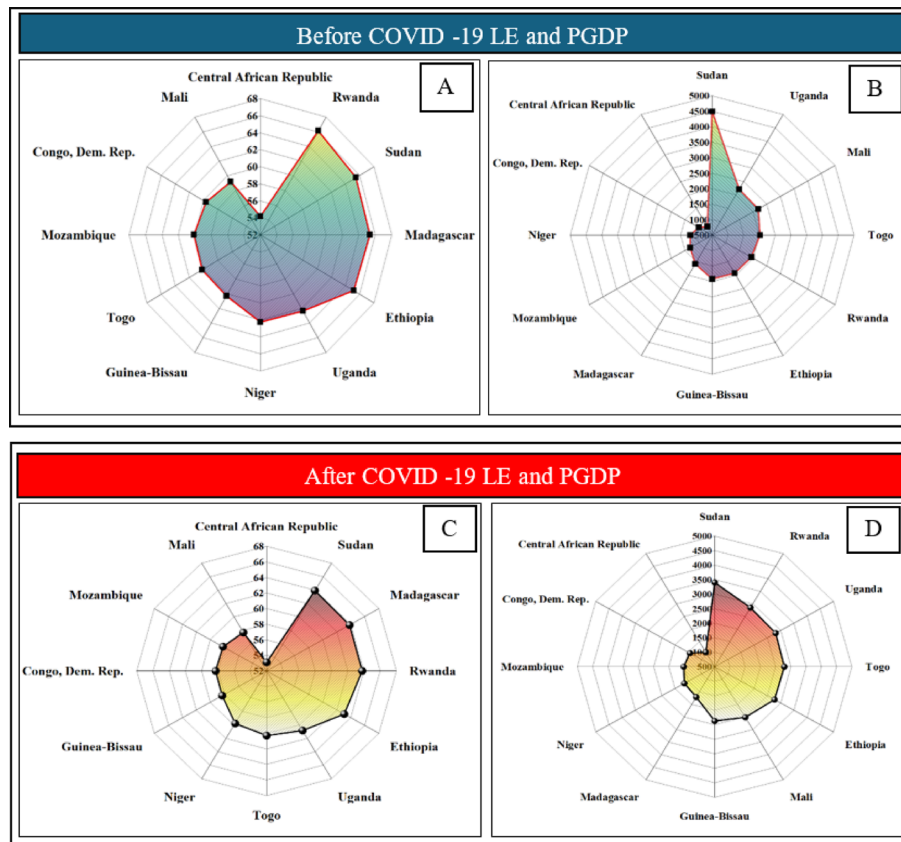 Before COVID -19 LE and PGDP
A
Central African Republic
Rwanda
Sudan
Madagascar
Ethiopia
Uganda
Niger
Guinea-Bissau
Togo
Mozambique
Congo, Dem. Rep.
Mali
68
66
64
62
60
58
56
54
52
B
Sudan
Uganda
Mali
Togo
Rwanda
Ethiopia
Guinea-Bissau
Madagascar
Mozambique
Niger
Congo, Dem. Rep.
Central African Republic
5000
4500
4000
3500
3000
2500
2000
1500
1000
500
After COVID -19 LE and PGDP
C
Central African Republic
Sudan
Madagascar
Rwanda
Ethiopia
Uganda
Togo
Niger
Guinea-Bissau
Congo, Dem. Rep.
Mozambique
Mali
68
66
64
62
60
58
56
54
52
D
Sudan
Rwanda
Uganda
Togo
Ethiopia
Mali
Guinea-Bissau
Madagascar
Niger
Mozambique
Congo, Dem. Rep.
Central African Republic
5000
4500
4000
3500
3000
2500
2000
1500
1000
500